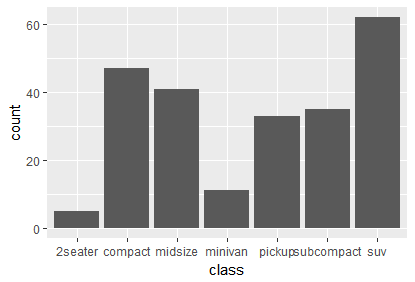 60
40
20
0
count
2seater compact midsize minivan pickup subcompact suv
class